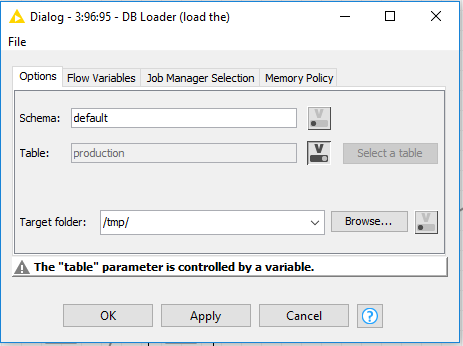 Dialog - 3:96:95 - DB Loader (load the)
File
Options Flow Variables Job Manager Selection Memory Policy
Schema: default V
Table: production V Select a table
Target folder: /tmp/ Browse... V
The "table" parameter is controlled by a variable.
OK Apply Cancel ?